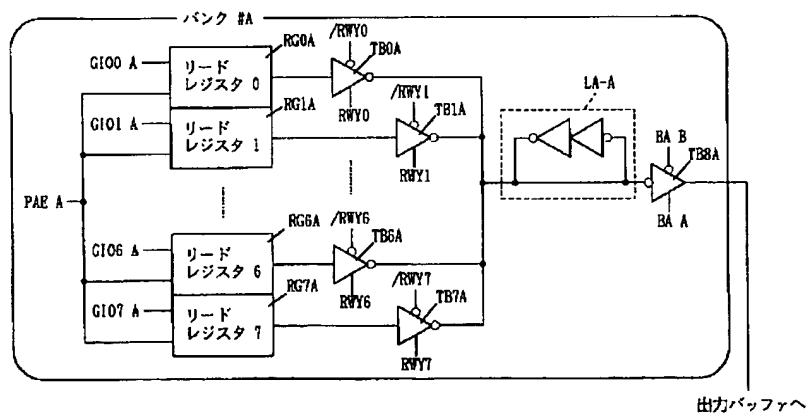 バンク #A
GIO0 A
リード
レジスタ 0
RG0A
/RWY0
TB0A
RWY0
GIO1 A
リード
レジスタ 1
RG1A
/RWY1
TB1A
RWY1
LA-A
BA B
TB8A
BA A
PAE A
GIO6 A
リード
レジスタ 6
RG6A
/RWY6
TB6A
RWY6
GIO7 A
リード
レジスタ 7
RG7A
/RWY7
TB7A
RWY7
出力バッファへ